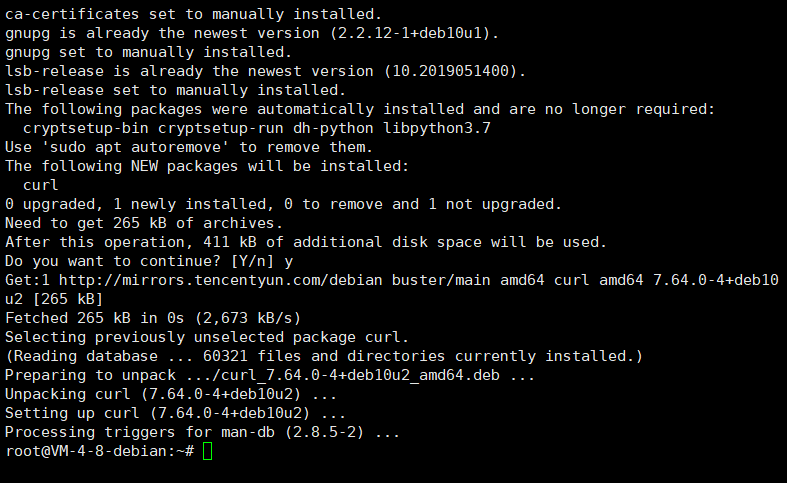 ca-certificates set to manually installed.
gnupg is already the newest version (2.2.12-1+deb10u1).
gnupg set to manually installed.
lsb-release is already the newest version (10.2019051400).
lsb-release set to manually installed.
The following packages were automatically installed and are no longer required:
  cryptsetup-bin cryptsetup-run dh-python libpython3.7
Use 'sudo apt autoremove' to remove them.
The following NEW packages will be installed:
  curl
0 upgraded, 1 newly installed, 0 to remove and 1 not upgraded.
Need to get 265 kB of archives.
After this operation, 411 kB of additional disk space will be used.
Do you want to continue? [Y/n] y
Get:1 http://mirrors.tencentyun.com/debian buster/main amd64 curl amd64 7.64.0-4+deb10
u2 [265 kB]
Fetched 265 kB in 0s (2,673 kB/s)
Selecting previously unselected package curl.
(Reading database ... 60321 files and directories currently installed.)
Preparing to unpack .../curl_7.64.0-4+deb10u2_amd64.deb ...
Unpacking curl (7.64.0-4+deb10u2) ...
Setting up curl (7.64.0-4+deb10u2) ...
Processing triggers for man-db (2.8.5-2) ...
root@VM-4-8-debian:~#